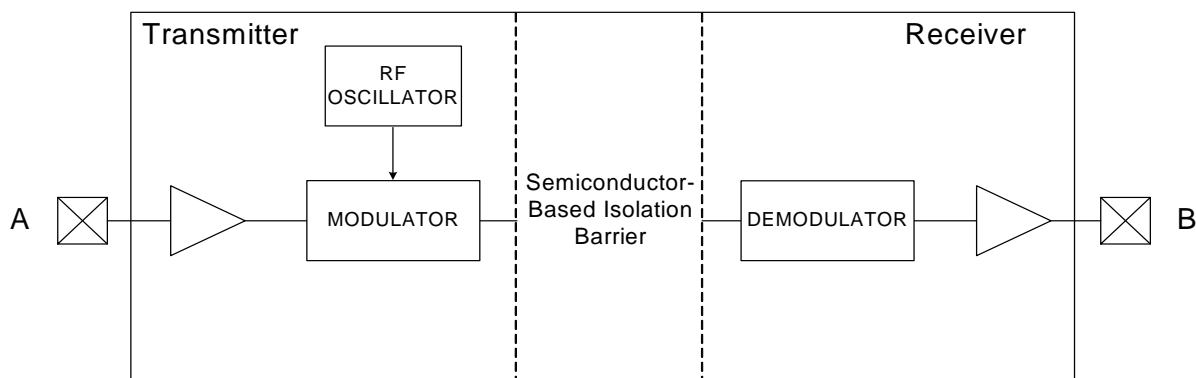 Transmitter
Receiver
RF
OSCILLATOR
A
MODULATOR
Semiconductor-
Based Isolation
Barrier
DEMODULATOR
B